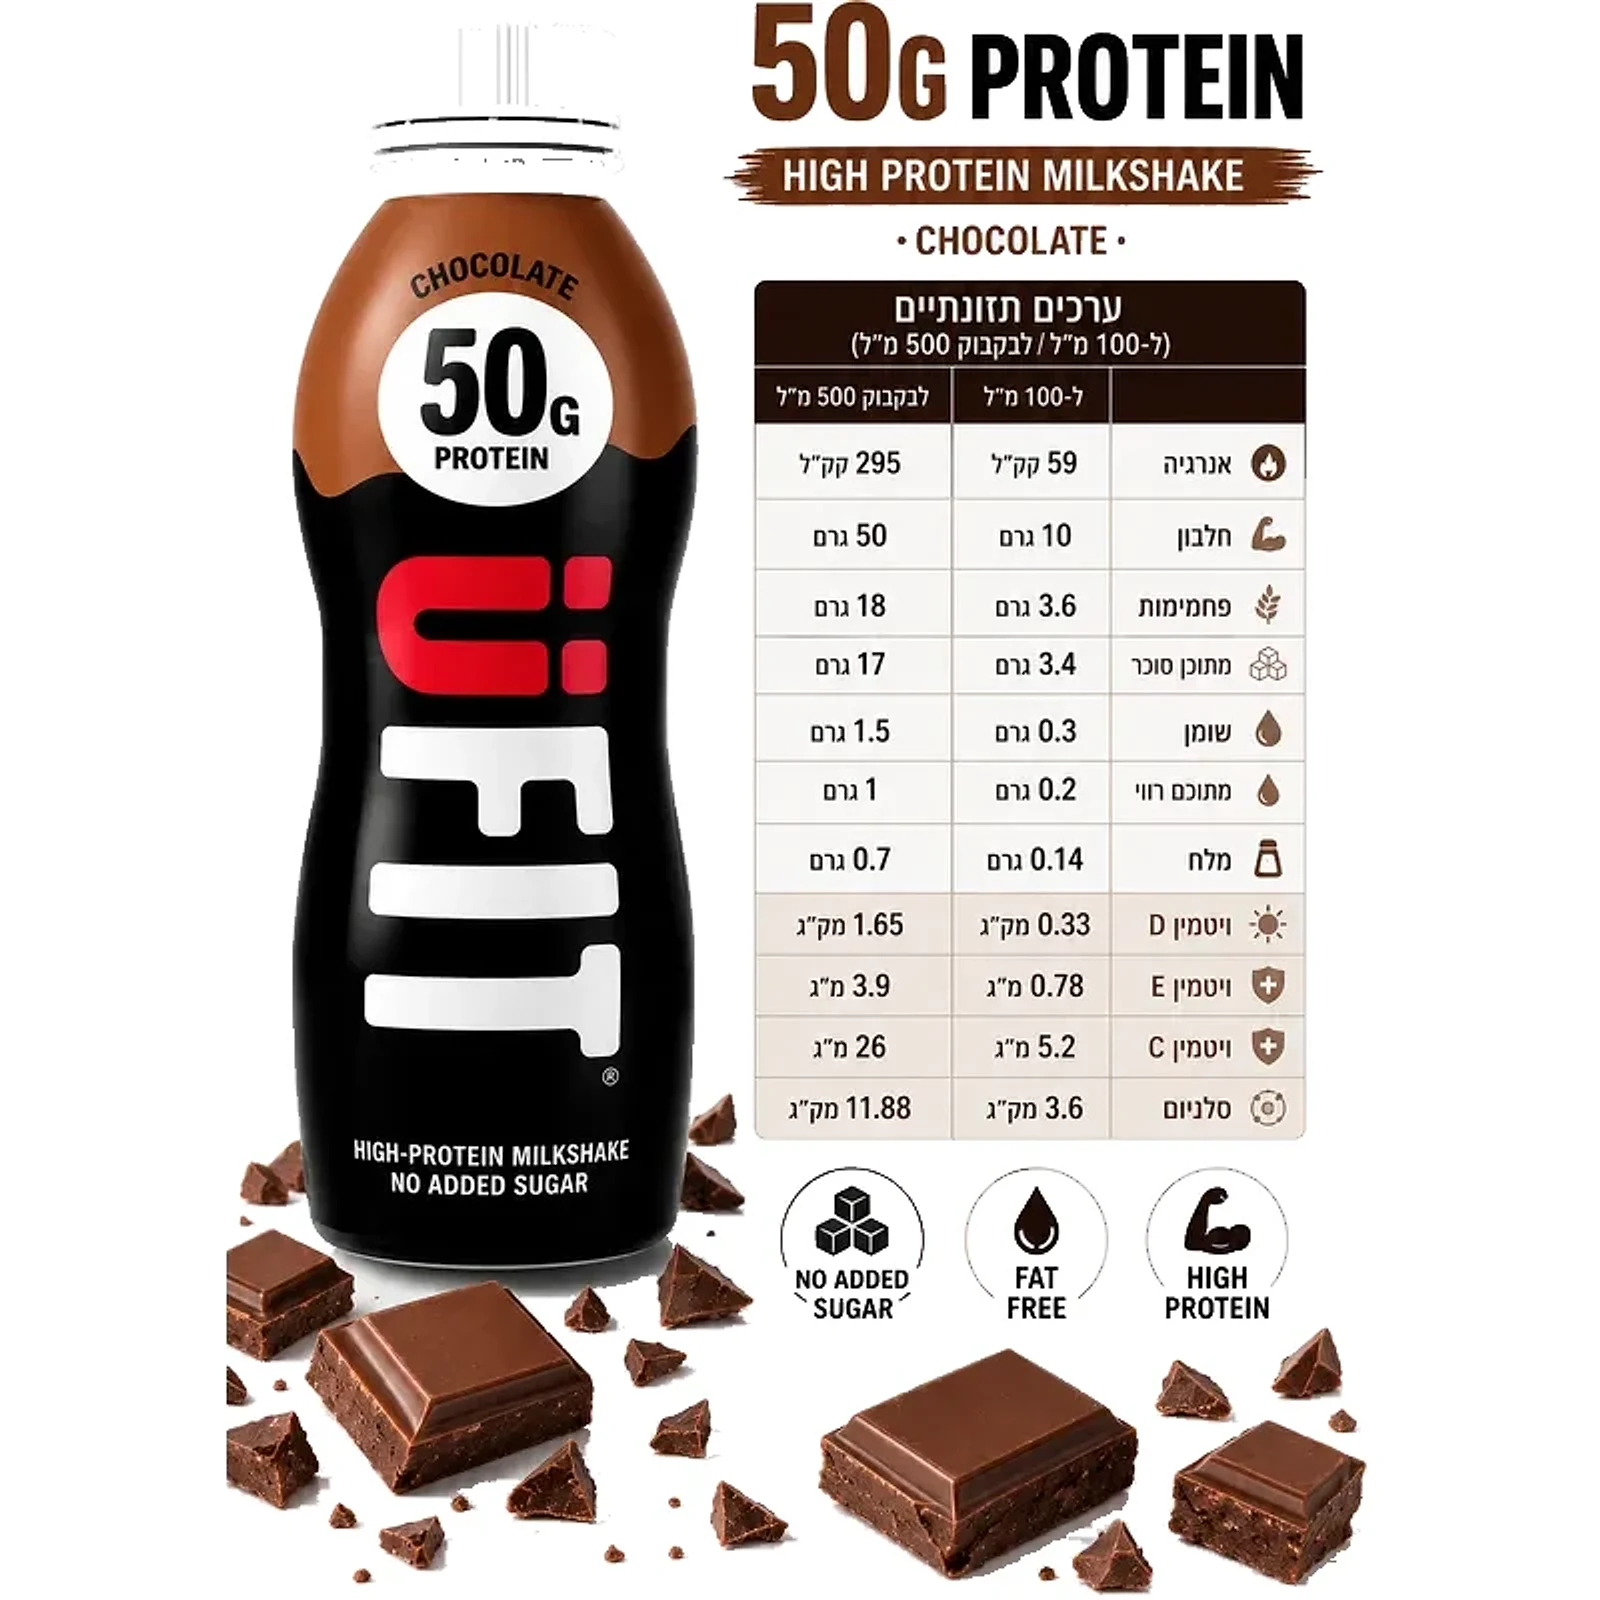 50G PROTEIN
HIGH PROTEIN MILKSHAKE
• CHOCOLATE •
CHOCOLATE
50G
PROTEIN
ÜFIT®
HIGH-PROTEIN MILKSHAKE
NO ADDED SUGAR
ערכים תזונתיים
(ל-100 מ"ל / לבקבוק 500 מ"ל)
ל-100 מ"ל לבקבוק 500 מ"ל
אנרגיה 59 קק"ל 295 קק"ל
חלבון 10 גרם 50 גרם
פחמימות 3.6 גרם 18 גרם
מתוכן סוכר 3.4 גרם 17 גרם
שומן 0.3 גרם 1.5 גרם
מתוכם רווי 0.2 גרם 1 גרם
מלח 0.14 גרם 0.7 גרם
ויטמין D 0.33 מק"ג 1.65 מק"ג
ויטמין E 0.78 מ"ג 3.9 מ"ג
ויטמין C 5.2 מ"ג 26 מ"ג
סלניום 3.6 מק"ג 11.88 מק"ג
NO ADDED
SUGAR
FAT
FREE
HIGH
PROTEIN